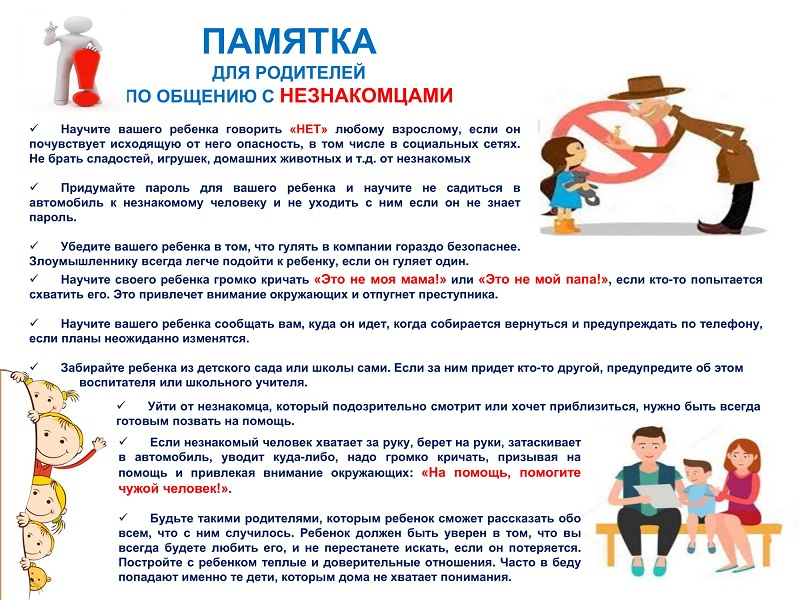 ПАМЯТКА
ДЛЯ РОДИТЕЛЕЙ
ПО ОБЩЕНИЮ С НЕЗНАКОМЦАМИ
✓ Научите вашего ребенка говорить «НЕТ» любому взрослому, если он
почувствует исходящую от него опасность, в том числе в социальных сетях.
Не брать сладостей, игрушек, домашних животных и т.д. от незнакомых
✓ Придумайте пароль для вашего ребенка и научите не садиться в
автомобиль к незнакомому человеку и не уходить с ним если он не знает
пароль.
✓ Убедите вашего ребенка в том, что гулять в компании гораздо безопаснее.
Злоумышленнику всегда легче подойти к ребенку, если он гуляет один.
✓ Научите своего ребенка громко кричать «Это не моя мама!» или «Это не мой папа!», если кто-то попытается
схватить его. Это привлечет внимание окружающих и отпугнет преступника.
✓ Научите вашего ребенка сообщать вам, куда он идет, когда собирается вернуться и предупреждать по телефону,
если планы неожиданно изменятся.
✓ Забирайте ребенка из детского сада или школы сами. Если за ним придет кто-то другой, предупредите об этом
воспитателя или школьного учителя.
✓ Уйти от незнакомца, который подозрительно смотрит или хочет приблизиться, нужно быть всегда
готовым позвать на помощь.
✓ Если незнакомый человек хватает за руку, берет на руки, затаскивает
в автомобиль, уводит куда-либо, надо громко кричать, призывая на
помощь и привлекая внимание окружающих: «На помощь, помогите
чужой человек!».
✓ Будьте такими родителями, которым ребенок сможет рассказать обо
всем, что с ним случилось. Ребенок должен быть уверен в том, что вы
всегда будете любить его, и не перестанете искать, если он потеряется.
Постройте с ребенком теплые и доверительные отношения. Часто в беду
попадают именно те дети, которым дома не хватает понимания.